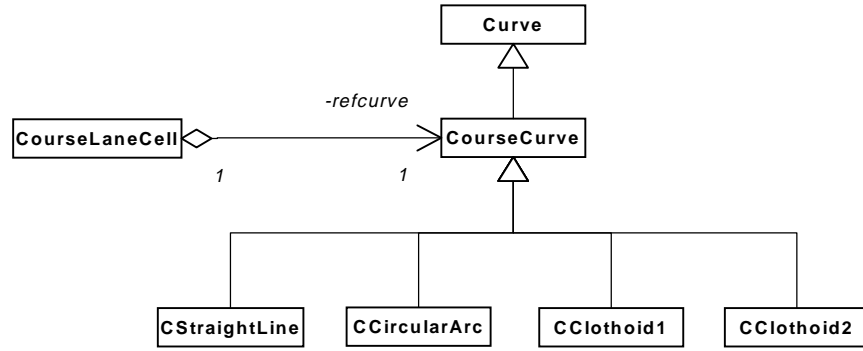 Curve
-refcurve
CourseLaneCell
CourseCurve
1
1
CStraightLine
CCircularArc
CClothoid1
CClothoid2